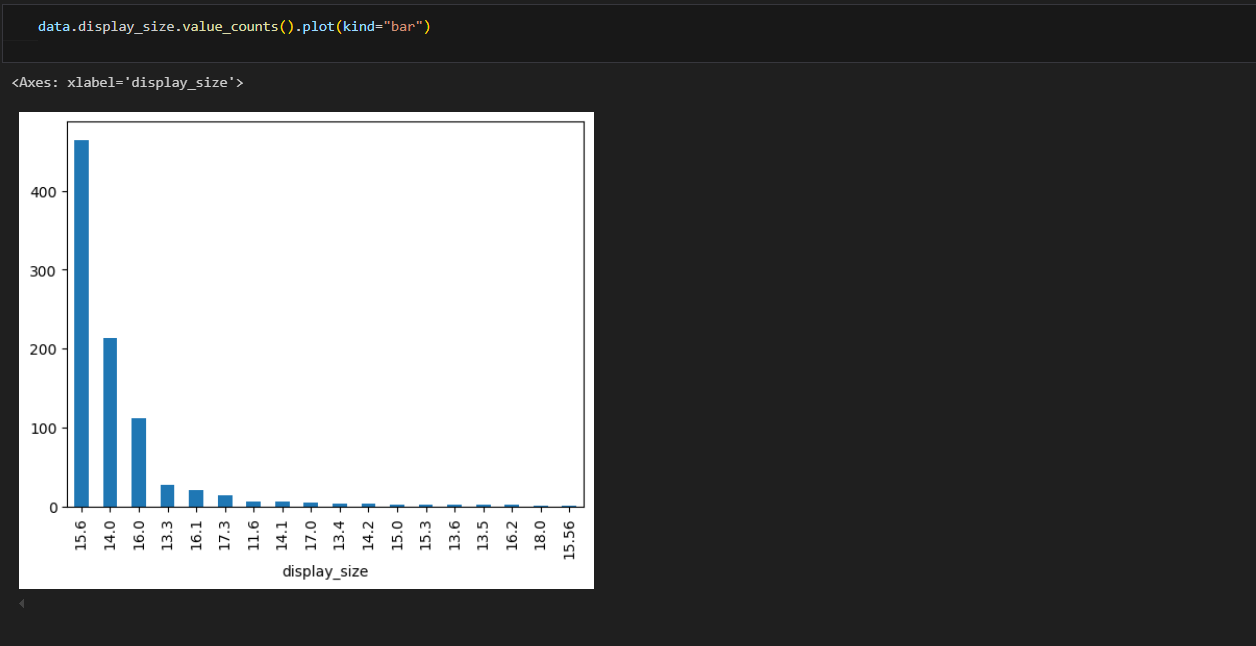 data.display_size.value_counts().plot(kind="bar")
<Axes: xlabel='display_size'>
400
300
200
100
0
15.6 14.0 16.0 13.3 16.1 17.3 11.6 14.1 17.0 13.4 14.2 15.0 15.3 13.6 13.5 16.2 18.0 15.56
display_size